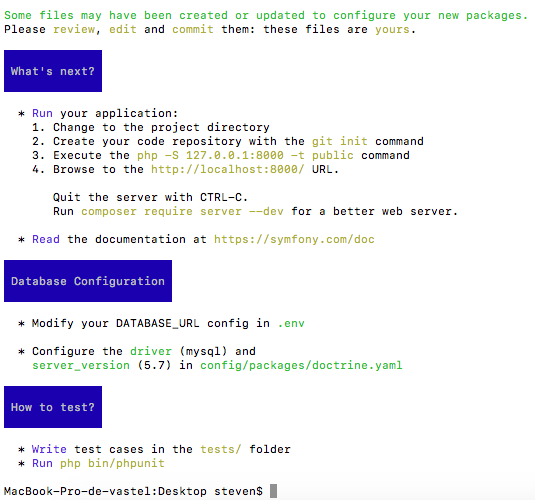 Some files may have been created or updated to configure your new packages.
Please review, edit and commit them: these files are yours.
What's next?
* Run your application:
1. Change to the project directory
2. Create your code repository with the git init command
3. Execute the php -S 127.0.0.1:8000 -t public command
4. Browse to the http://localhost:8000/ URL.
Quit the server with CTRL-C.
Run composer require server --dev for a better web server.
* Read the documentation at https://symfony.com/doc
Database Configuration
* Modify your DATABASE_URL config in .env
* Configure the driver (mysql) and
server_version (5.7) in config/packages/doctrine.yaml
How to test?
* Write test cases in the tests/ folder
* Run php bin/phpunit
MacBook-Pro-de-vastel:Desktop steven$